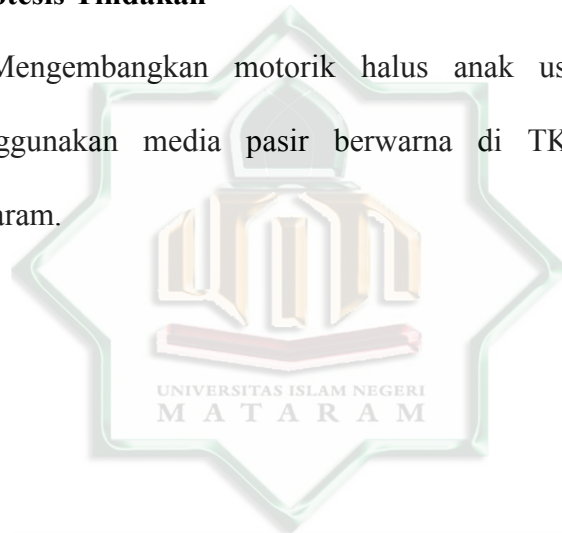 otesis Tindakan
Mengembangkan motorik halus anak us
ggunakan media pasir berwarna di TK
aram.
UNIVERSITAS ISLAM NEGERI
M A T A R A M